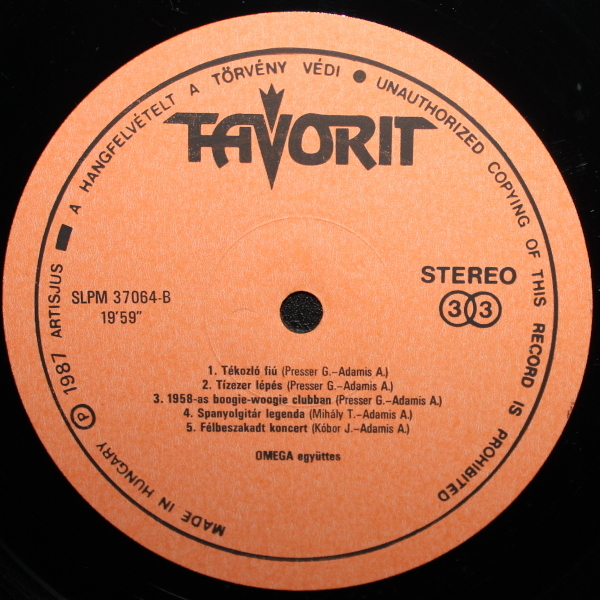 A HANGFELVÉTELT A TÖRVÉNY VÉDI ● UNAUTHORIZED COPYING OF THIS RECORD IS PROHIBITED
FAVORIT
STEREO
33
SLPM 37064-B
19'59"
1. Tékozló fiú (Presser G.–Adamis A.)
2. Tízezer lépés (Presser G.–Adamis A.)
3. 1958-as boogie-woogie clubban (Presser G.–Adamis A.)
4. Spanyolgitár legenda (Mihály T.–Adamis A.)
5. Félbeszakadt koncert (Kóbor J.–Adamis A.)
OMEGA együttes
MADE IN HUNGARY ℗ 1987 ARTISJUS